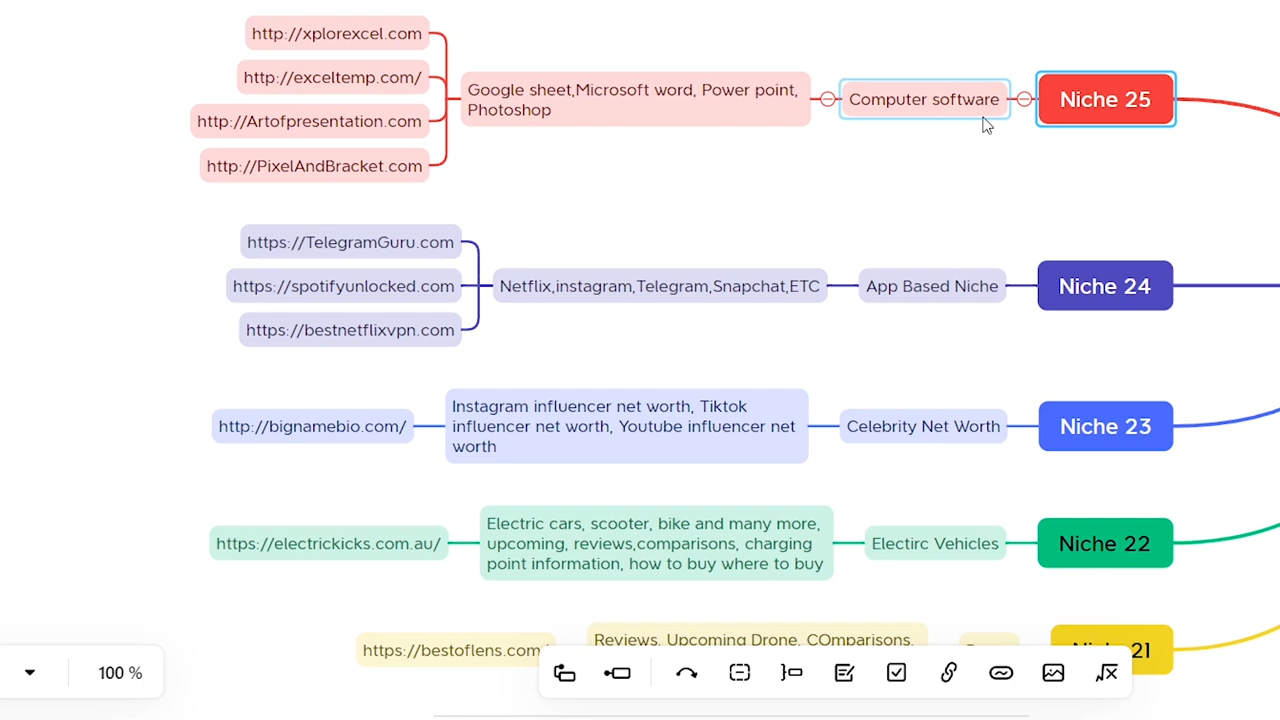 http://xplorexcel.com
http://exceltemp.com/
http://Artofpresentation.com
http://PixelAndBracket.com
Google sheet,Microsoft word, Power point,
Photoshop
Computer software
Niche 25
https://TelegramGuru.com
https://spotifyunlocked.com
https://bestnetflixvpn.com
Netflix,instagram,Telegram,Snapchat,ETC
App Based Niche
Niche 24
http://bignamebio.com/
Instagram influencer net worth, Tiktok
influencer net worth, Youtube influencer net
worth
Celebrity Net Worth
Niche 23
https://electrickicks.com.au/
Electric cars, scooter, bike and many more,
upcoming, reviews,comparisons, charging
point information, how to buy where to buy
Electirc Vehicles
Niche 22
https://bestoflens.com
Reviews, Upcoming Drone, COmparisons,
21
100 %